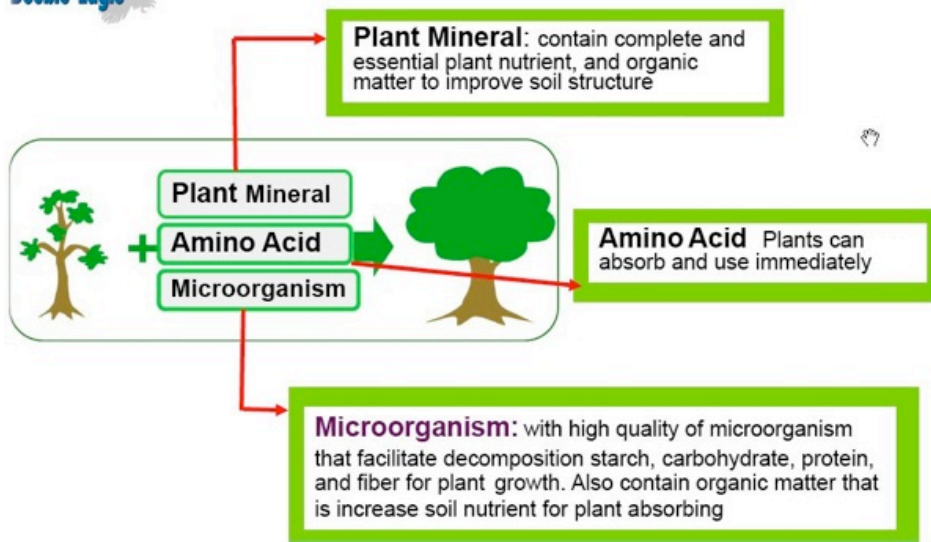 Double Eagle
Plant Mineral: contain complete and
essential plant nutrient, and organic
matter to improve soil structure
Plant Mineral
Amino Acid
Microorganism
Amino Acid Plants can
absorb and use immediately
Microorganism: with high quality of microorganism
that facilitate decomposition starch, carbohydrate, protein,
and fiber for plant growth. Also contain organic matter that
is increase soil nutrient for plant absorbing